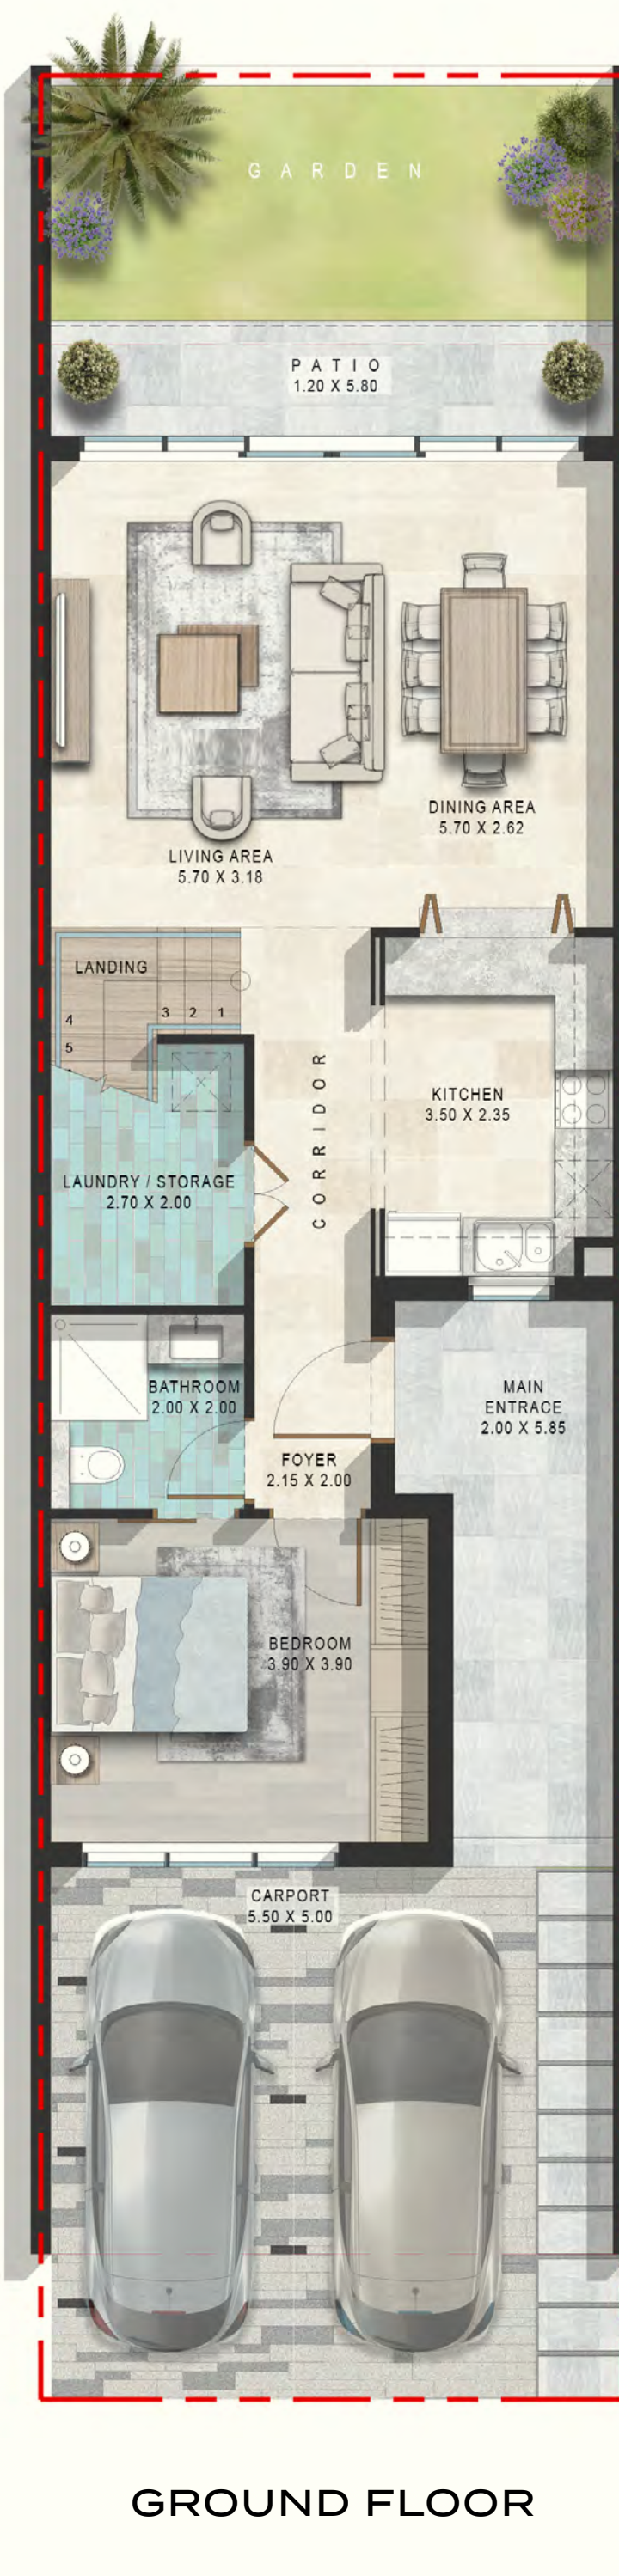 GARDEN
PATIO
1.20 X 5.80
DINING AREA
5.70 X 2.62
LIVING AREA
5.70 X 3.18
LANDING
3 2 1
4
5
CORRIDOR
KITCHEN
3.50 X 2.35
LAUNDRY / STORAGE
2.70 X 2.00
BATHROOM
2.00 X 2.00
MAIN
ENTRACE
2.00 X 5.85
FOYER
2.15 X 2.00
BEDROOM
3.90 X 3.90
CARPORT
5.50 X 5.00
GROUND FLOOR